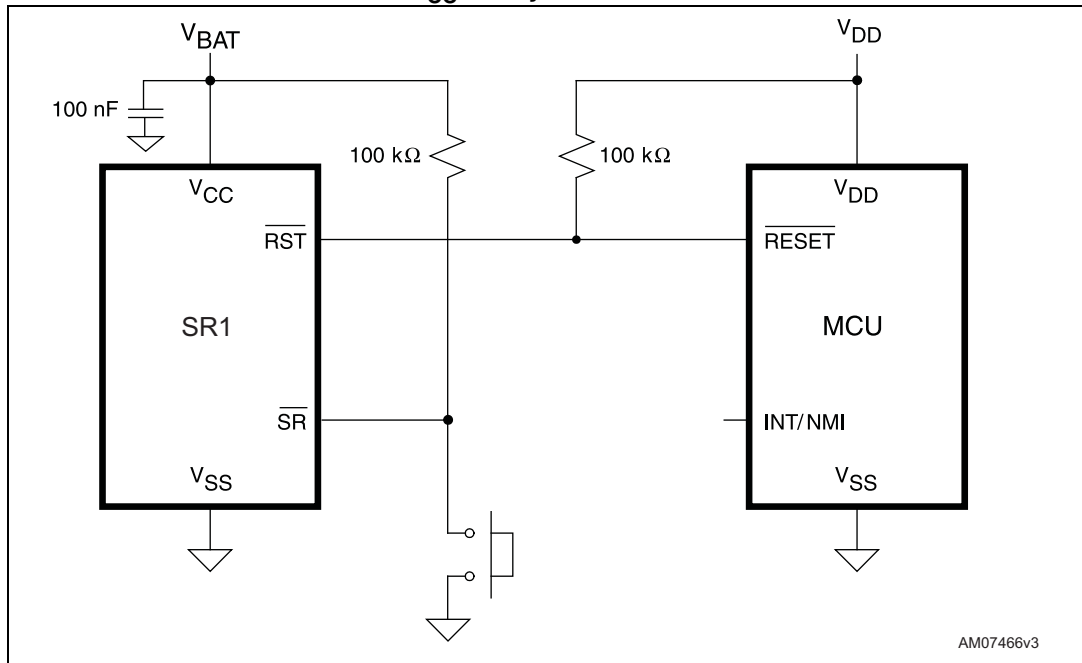 V_BAT
V_DD
100 nF
100 kΩ
100 kΩ
V_CC
V_DD
RST
RESET
SR1
MCU
SR
INT/NMI
V_SS
V_SS
AM07466v3